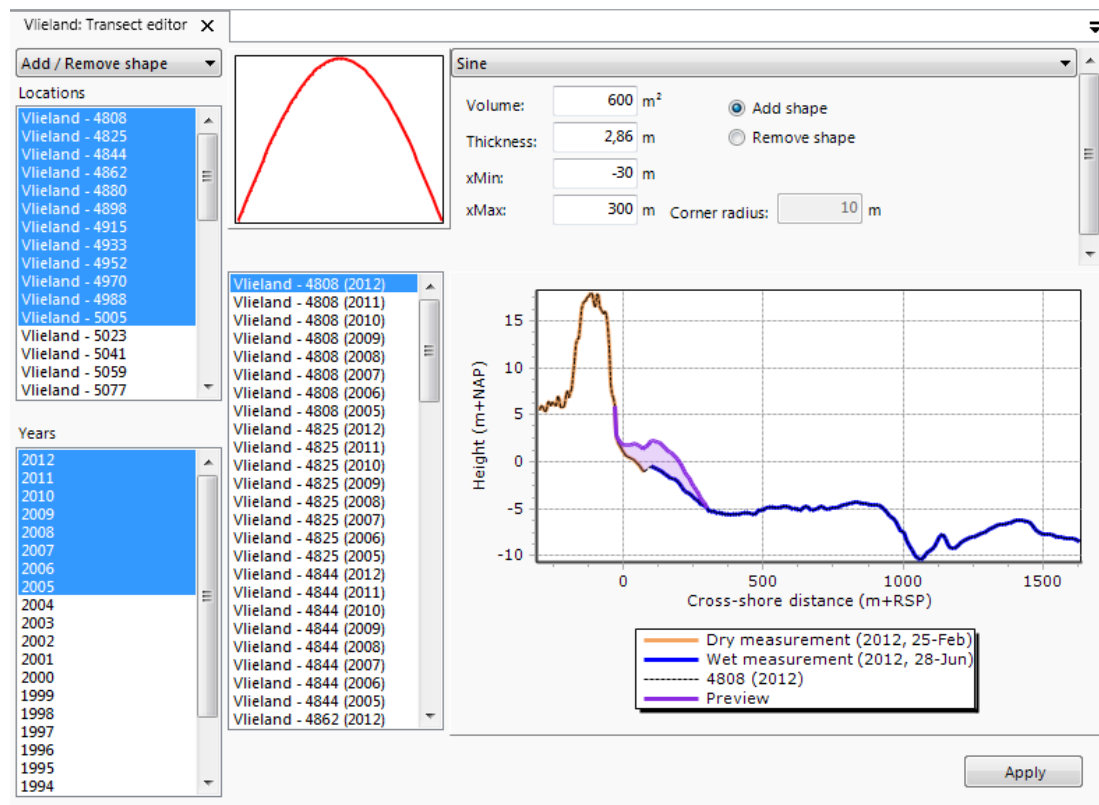 Vlieland: Transect editor X
Add / Remove shape
Locations
Vlieland - 4808
Vlieland - 4825
Vlieland - 4844
Vlieland - 4862
Vlieland - 4880
Vlieland - 4898
Vlieland - 4915
Vlieland - 4933
Vlieland - 4952
Vlieland - 4970
Vlieland - 4988
Vlieland - 5005
Vlieland - 5023
Vlieland - 5041
Vlieland - 5059
Vlieland - 5077
Years
2012
2011
2010
2009
2008
2007
2006
2005
2004
2003
2002
2001
2000
1999
1998
1997
1996
1995
1994
Sine
Volume: 600 m²
Thickness: 2,86 m
xMin: -30 m
xMax: 300 m
Add shape
Remove shape
Corner radius: 10 m
Vlieland - 4808 (2012)
Vlieland - 4808 (2011)
Vlieland - 4808 (2010)
Vlieland - 4808 (2009)
Vlieland - 4808 (2008)
Vlieland - 4808 (2007)
Vlieland - 4808 (2006)
Vlieland - 4808 (2005)
Vlieland - 4825 (2012)
Vlieland - 4825 (2011)
Vlieland - 4825 (2010)
Vlieland - 4825 (2009)
Vlieland - 4825 (2008)
Vlieland - 4825 (2007)
Vlieland - 4825 (2006)
Vlieland - 4825 (2005)
Vlieland - 4844 (2012)
Vlieland - 4844 (2011)
Vlieland - 4844 (2010)
Vlieland - 4844 (2009)
Vlieland - 4844 (2008)
Vlieland - 4844 (2007)
Vlieland - 4844 (2006)
Vlieland - 4844 (2005)
Vlieland - 4862 (2012)
Height (m+NAP)
15
10
5
0
-5
-10
0 500 1000 1500
Cross-shore distance (m+RSP)
Dry measurement (2012, 25-Feb)
Wet measurement (2012, 28-Jun)
4808 (2012)
Preview
Apply